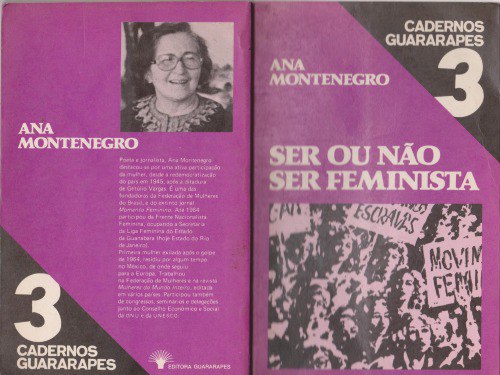 ANA
MONTENEGRO
Poeta e jornalista, Ana Montenegro
destacou-se por uma ativa participação
da mulher, desde a redemocratização
do país em 1945, após a ditadura
de Getúlio Vargas. É uma das
fundadoras da Federação de Mulheres
do Brasil, e do extinto jornal
Momento Feminino. Até 1964
participou da Frente Nacionalista
Feminina, ocupando a Secretaria
da Liga Feminina do Estado
da Guanabara (hoje Estado do Rio
de Janeiro).
Primeira mulher exilada após o golpe
de 1964, residiu por algum tempo
no México, de onde seguiu
para a Europa. Trabalhou
na Federação de Mulheres e na revista
Mulheres do Mundo Inteiro, editada
em vários países. Participou também
de congressos, seminários e delegações
junto ao Conselho Econômico e Social
da ONU e da UNESCO.
3
CADERNOS
GUARARAPES
EDITORA GUARARAPES
CADERNOS
GUARARAPES
3
ANA
MONTENEGRO
SER OU NÃO
SER FEMINISTA
ESCRAVES
MOVIM
FEMI